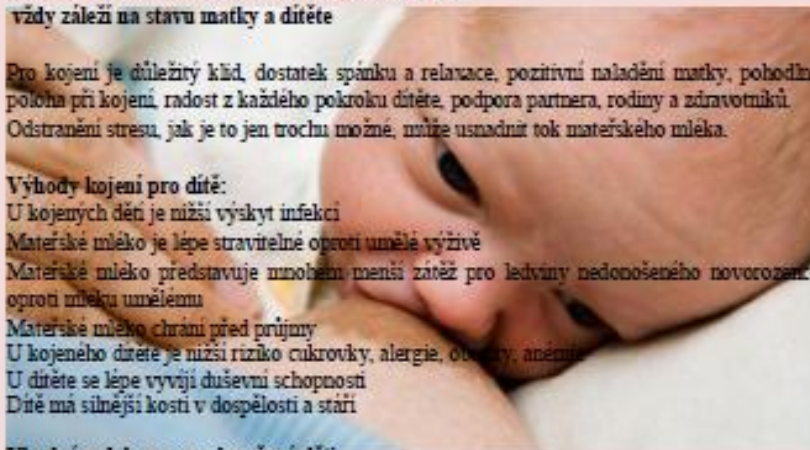 vždy záleží na stavu matky a dítěte
Pro kojení je důležitý klid, dostatek spánku a relaxace, pozitivní naladění matky,
poloha při kojení, radost z každého pokroku dítěte, podpora partnera, rodiny a zdravotníků.
Odstranění stresu, jak je to jen trochu možné, může usnadnit tok mateřského mléka.
Výhody kojení pro dítě:
U kojených dětí je nižší výskyt infekcí
Mateřské mléko je lépe stravitelné oproti umělé výživě
Mateřské mléko představuje mnohem menší zátěž pro ledviny nedonošeného
oproti mléku umělému
Mateřské mléko chrání před průjmy
U kojeného dítěte je nižší riziko cukrovky, alergie, obezity, anémie
U dítěte se lépe vyvíjí duševní schopnosti
Dítě má silnější kosti v dospělosti a stáří